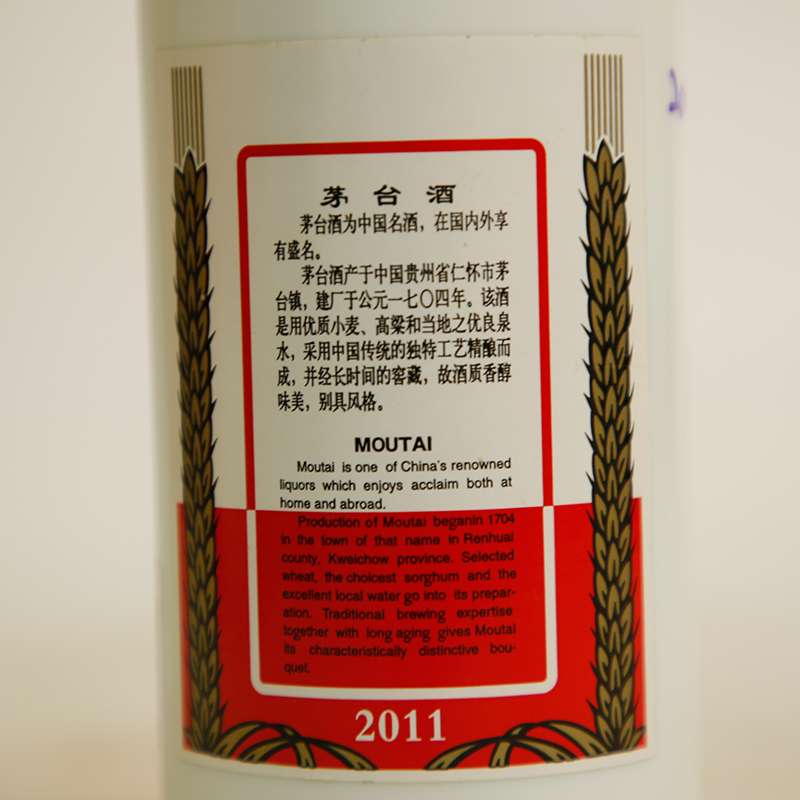 茅台酒
茅台酒为中国名酒，在国内外享
有盛名。
茅台酒产于中国贵州省仁怀市茅
台镇，建厂于公元一七〇四年。该酒
是用优质小麦、高粱和当地之优良泉
水，采用中国传统的独特工艺精酿而
成，并经长时间的窖藏，故酒质香醇
味美，别具风格。
MOUTAI
Moutai is one of China's renowned
liquors which enjoys acclaim both at
home and abroad.
Production of Moutai beganin 1704
in the town of that name in Renhuai
county, Kweichow province. Selected
wheat, the choicest sorghum and the
excellent local water go into its prepar-
ation. Traditional brewing expertise
together with long aging gives Moutai
its characteristically distinctive bou-
quet.
2011